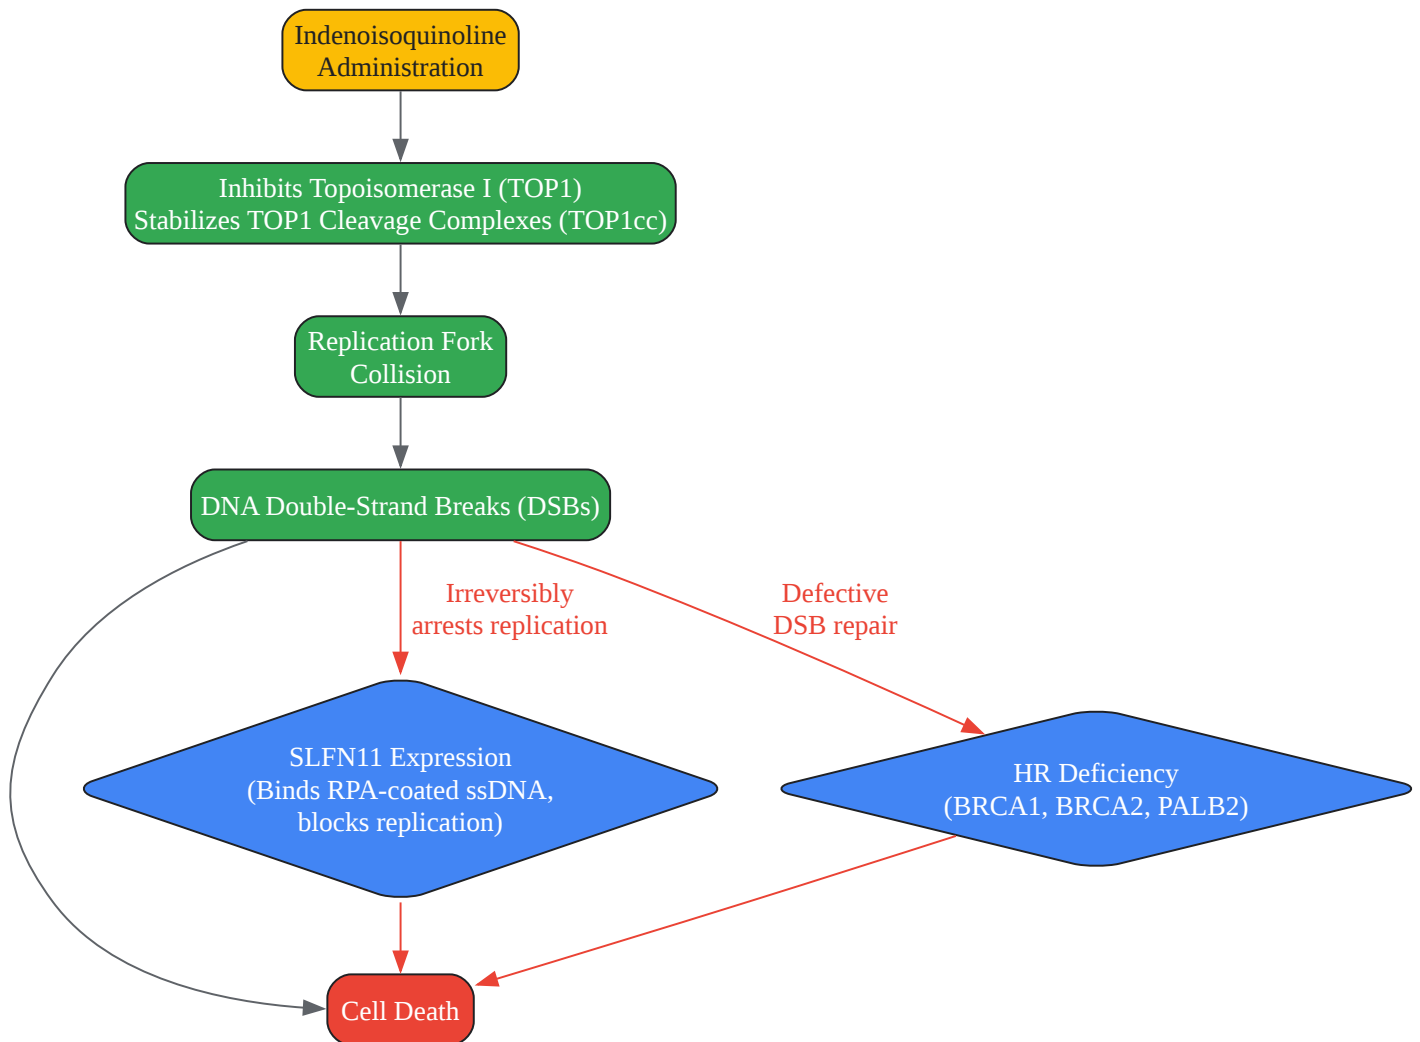 Indenoisoquinoline
Administration
Inhibits Topoisomerase I (TOP1)
Stabilizes TOP1 Cleavage Complexes (TOP1cc)
Replication Fork
Collision
DNA Double-Strand Breaks (DSBs)
Irreversibly
arrests replication
Defective
DSB repair
SLFN11 Expression
(Binds RPA-coated ssDNA,
blocks replication)
HR Deficiency
(BRCA1, BRCA2, PALB2)
Cell Death